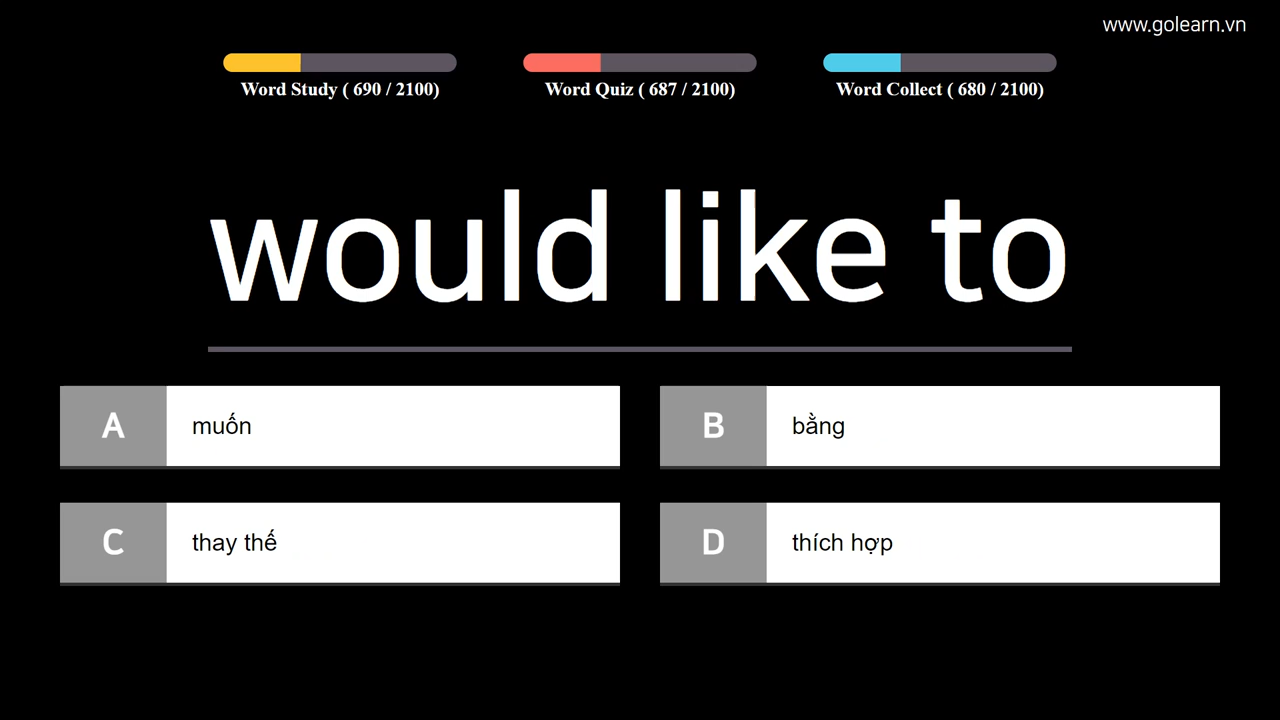 www.golearn.vn
Word Study ( 690 / 2100)
Word Quiz ( 687 / 2100)
Word Collect ( 680 / 2100)
would like to
A muốn
B bằng
C thay thế
D thích hợp